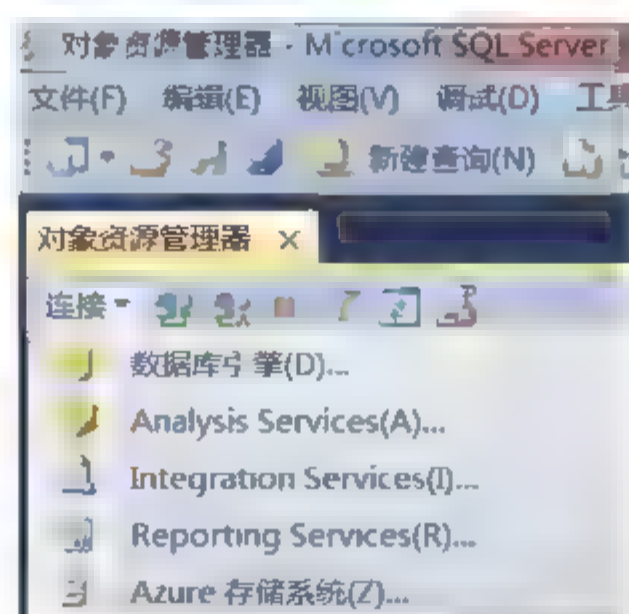 对象资源管理器 - Microsoft SQL Server
文件(F) 编辑(E) 视图(V) 调试(D) 工具
新建查询(N)
对象资源管理器 ×
连接
数据库引擎(D)...
Analysis Services(A)...
Integration Services(I)...
Reporting Services(R)...
Azure 存储系统(Z)...